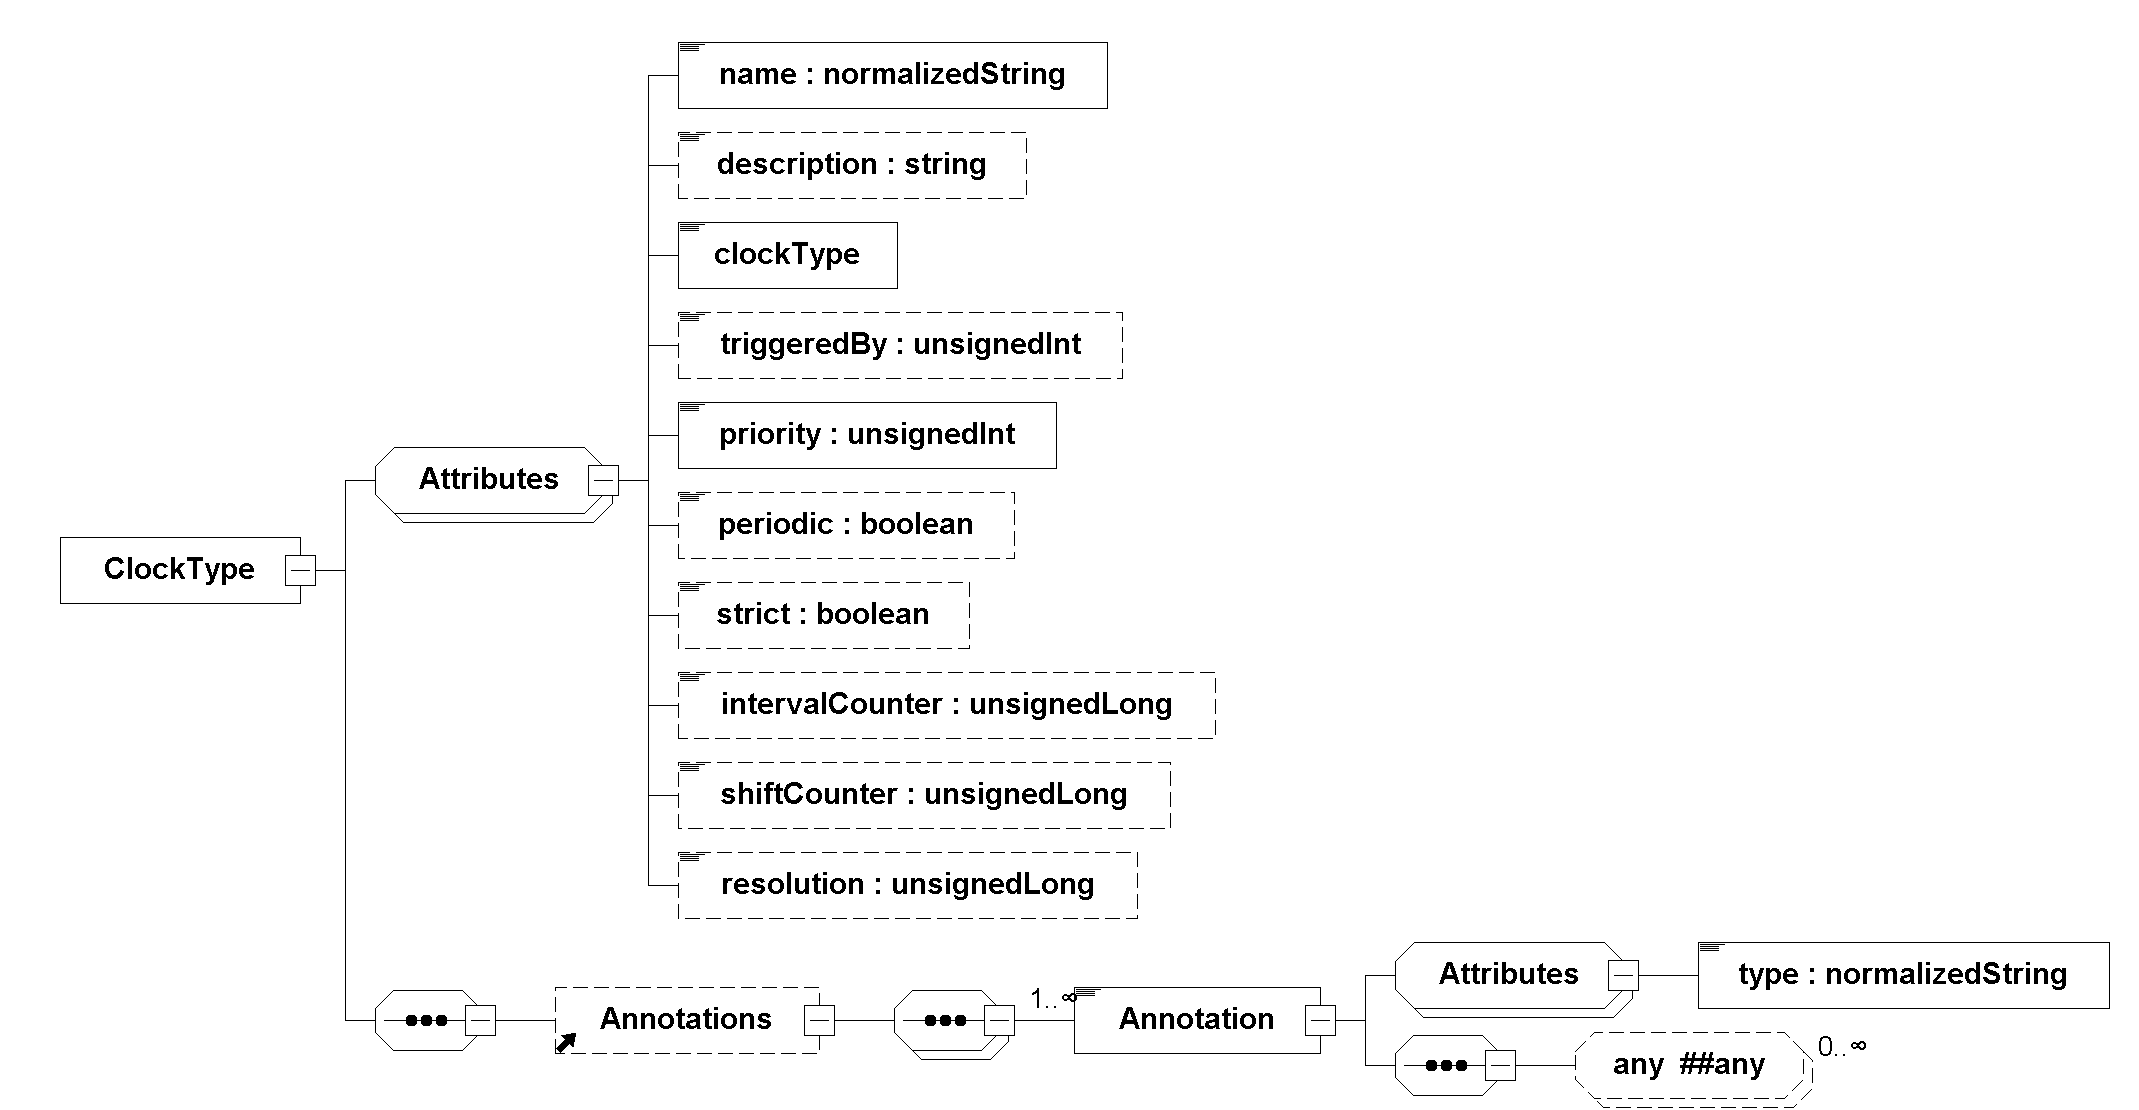 name : normalizedString
description : string
clockType
triggeredBy : unsignedInt
priority : unsignedInt
Attributes
periodic : boolean
ClockType
strict : boolean
intervalCounter : unsignedLong
shiftCounter : unsignedLong
resolution : unsignedLong
Attributes
type : normalizedString
Annotations
1..∞
Annotation
any ##any
0..∞